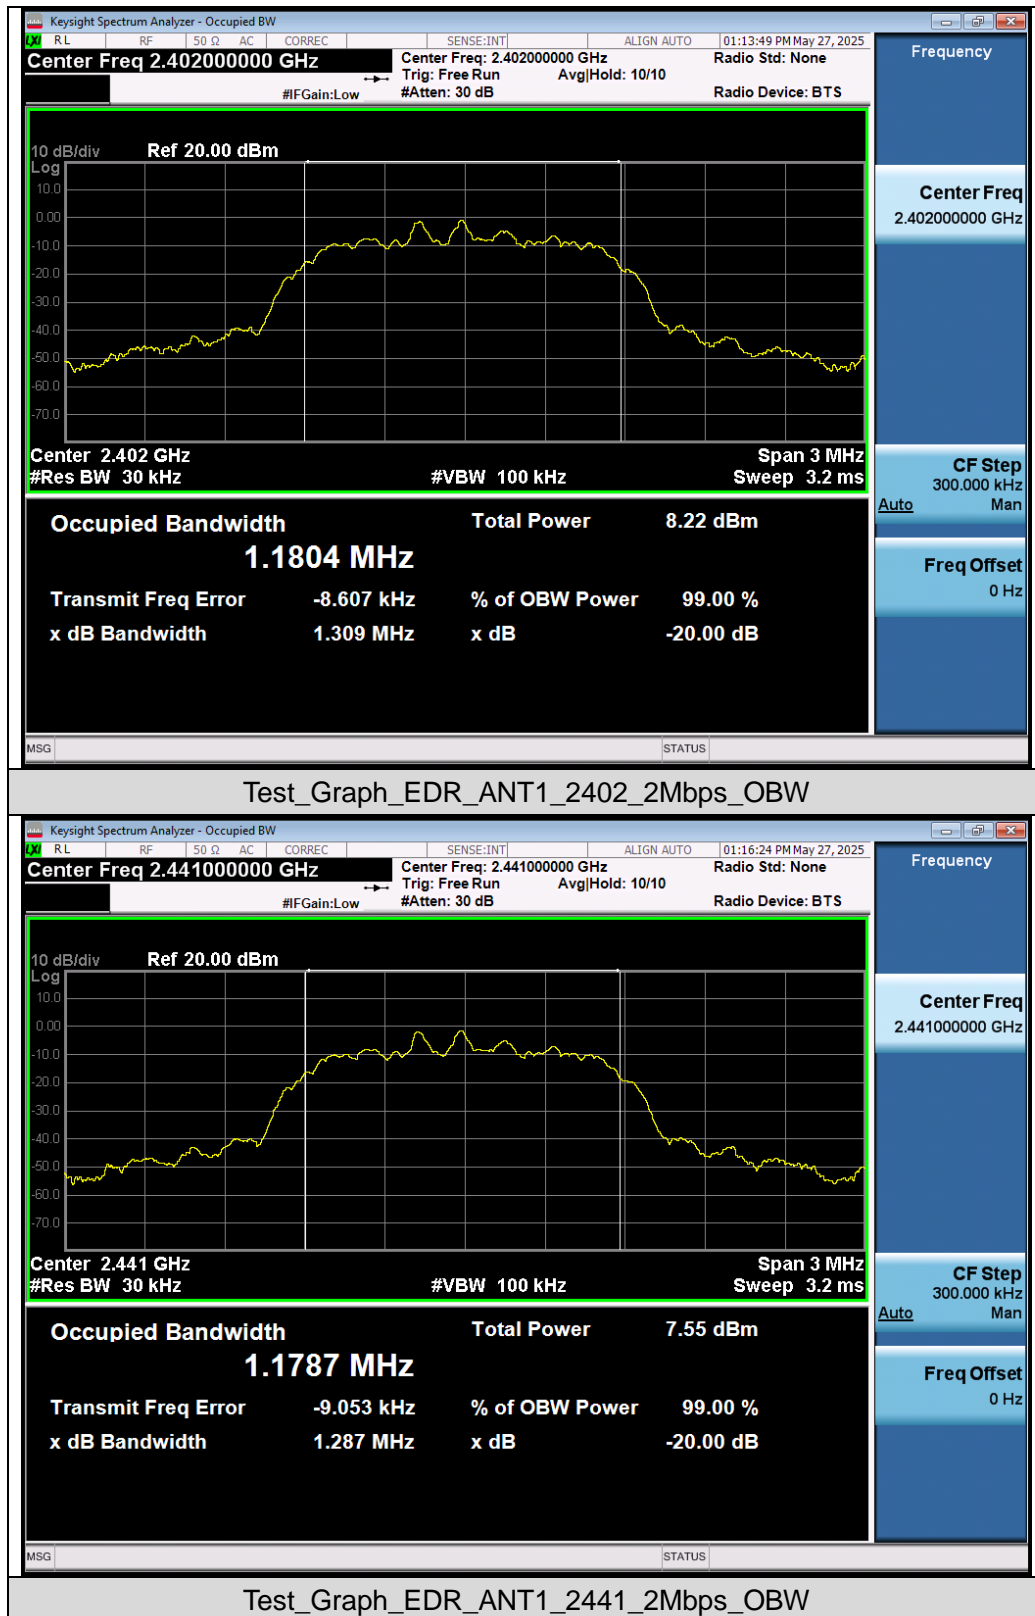 Keysight Spectrum Analyzer - Occupied BW
LXI RL RF 50 Ω AC CORREC SENSE:INT ALIGN AUTO 01:13:49 PM May 27, 2025
Center Freq 2.402000000 GHz
Center Freq: 2.402000000 GHz
Radio Std: None
Trig: Free Run Avg|Hold: 10/10
#IFGain:Low
#Atten: 30 dB
Radio Device: BTS
Frequency
10 dB/div Ref 20.00 dBm
Log
10.0
0.00
-10.0
-20.0
-30.0
-40.0
-50.0
-60.0
-70.0
Center 2.402 GHz
Span 3 MHz
#Res BW 30 kHz
#VBW 100 kHz
Sweep 3.2 ms
Center Freq
2.402000000 GHz
CF Step
300.000 kHz
Auto Man
Freq Offset
0 Hz
Occupied Bandwidth
Total Power 8.22 dBm
1.1804 MHz
Transmit Freq Error -8.607 kHz
% of OBW Power 99.00 %
x dB Bandwidth 1.309 MHz
x dB -20.00 dB
MSG
STATUS
Test_Graph_EDR_ANT1_2402_2Mbps_OBW
Keysight Spectrum Analyzer - Occupied BW
LXI RL RF 50 Ω AC CORREC SENSE:INT ALIGN AUTO 01:16:24 PM May 27, 2025
Center Freq 2.441000000 GHz
Center Freq: 2.441000000 GHz
Radio Std: None
Trig: Free Run Avg|Hold: 10/10
#IFGain:Low
#Atten: 30 dB
Radio Device: BTS
Frequency
10 dB/div Ref 20.00 dBm
Log
10.0
0.00
-10.0
-20.0
-30.0
-40.0
-50.0
-60.0
-70.0
Center 2.441 GHz
Span 3 MHz
#Res BW 30 kHz
#VBW 100 kHz
Sweep 3.2 ms
Center Freq
2.441000000 GHz
CF Step
300.000 kHz
Auto Man
Freq Offset
0 Hz
Occupied Bandwidth
Total Power 7.55 dBm
1.1787 MHz
Transmit Freq Error -9.053 kHz
% of OBW Power 99.00 %
x dB Bandwidth 1.287 MHz
x dB -20.00 dB
MSG
STATUS
Test_Graph_EDR_ANT1_2441_2Mbps_OBW